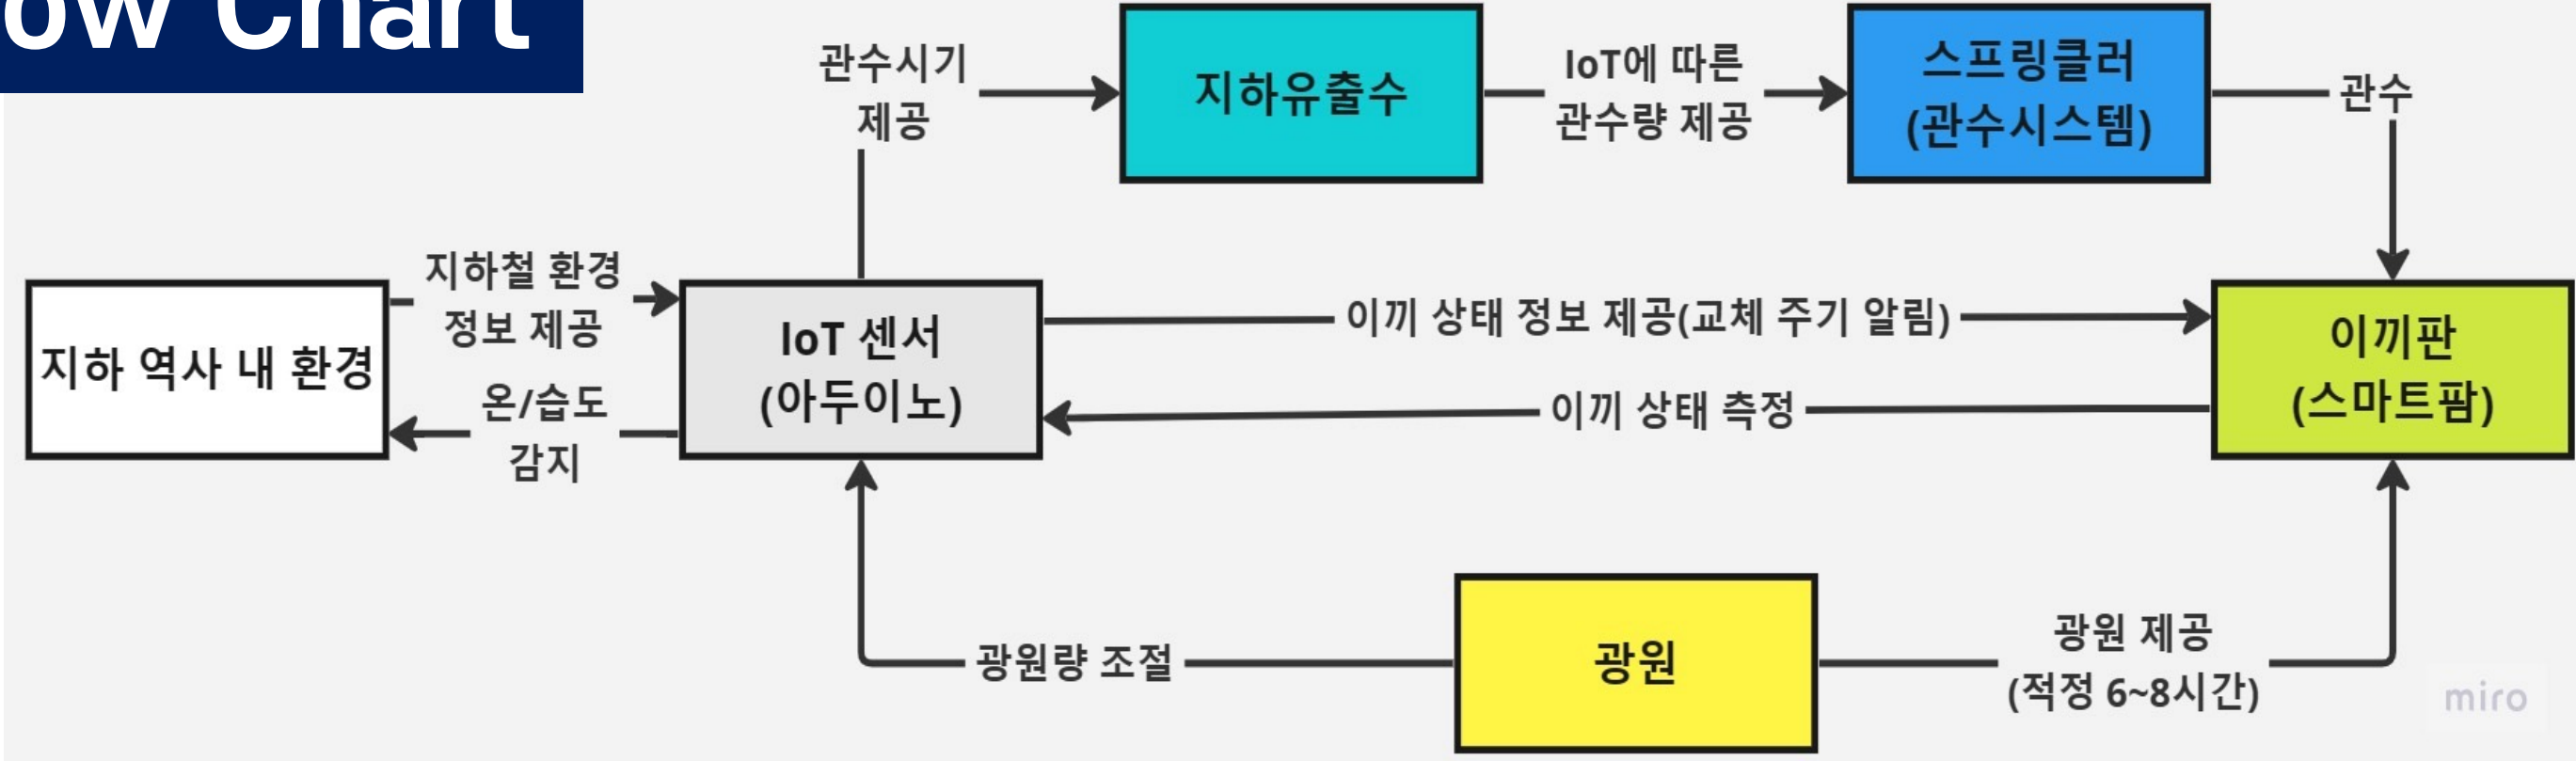 ow Chart
관수시기
제공
지하유출수
IoT에 따른
관수량 제공
스프링클러
(관수시스템)
관수
지하철 환경
정보 제공
지하 역사 내 환경
온/습도
감지
IoT 센서
(아두이노)
이끼 상태 정보 제공(교체 주기 알림)
이끼 상태 측정
이끼판
(스마트팜)
광원량 조절
광원
광원 제공
(적정 6~8시간)
miro